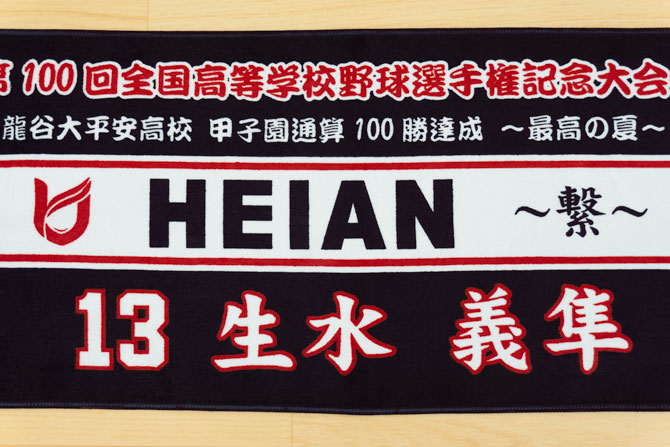 第100回全国高等学校野球選手権記念大会
龍谷大平安高校 甲子園通算100勝達成 ～最高の夏～
HEIAN ～繋～
13 生水 義隼